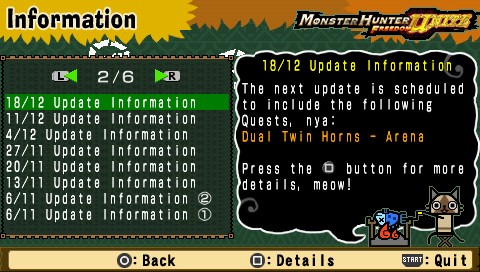 Information
MONSTER HUNTER
FREEDOM UNITE
L 2/6 R
18/12 Update Information
11/12 Update Information
4/12 Update Information
27/11 Update Information
20/11 Update Information
13/11 Update Information
6/11 Update Information ②
6/11 Update Information ①
18/12 Update Information
The next update is scheduled
to include the following
Quests, nya:
Dual Twin Horns - Arena
Press the □ button for more
details, meow!
○: Back
□: Details
START: Quit